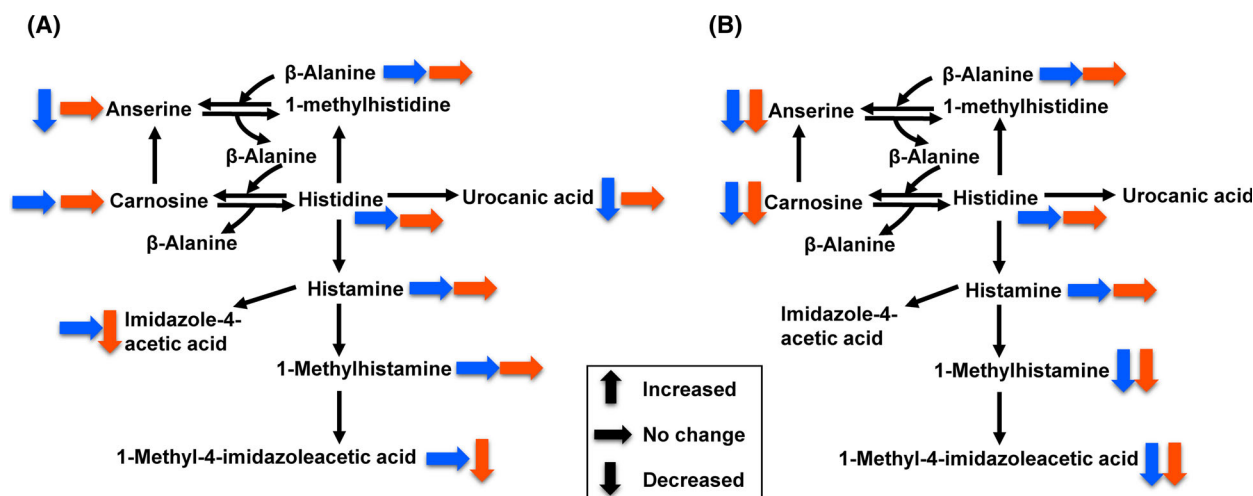 (A)
β-Alanine
Anserine
1-methylhistidine
β-Alanine
Carnosine
Histidine
Urocanic acid
β-Alanine
Histamine
Imidazole-4-
acetic acid
1-Methylhistamine
1-Methyl-4-imidazoleacetic acid
Increased
No change
Decreased
(B)
β-Alanine
Anserine
1-methylhistidine
β-Alanine
Carnosine
Histidine
Urocanic acid
β-Alanine
Histamine
Imidazole-4-
acetic acid
1-Methylhistamine
1-Methyl-4-imidazoleacetic acid